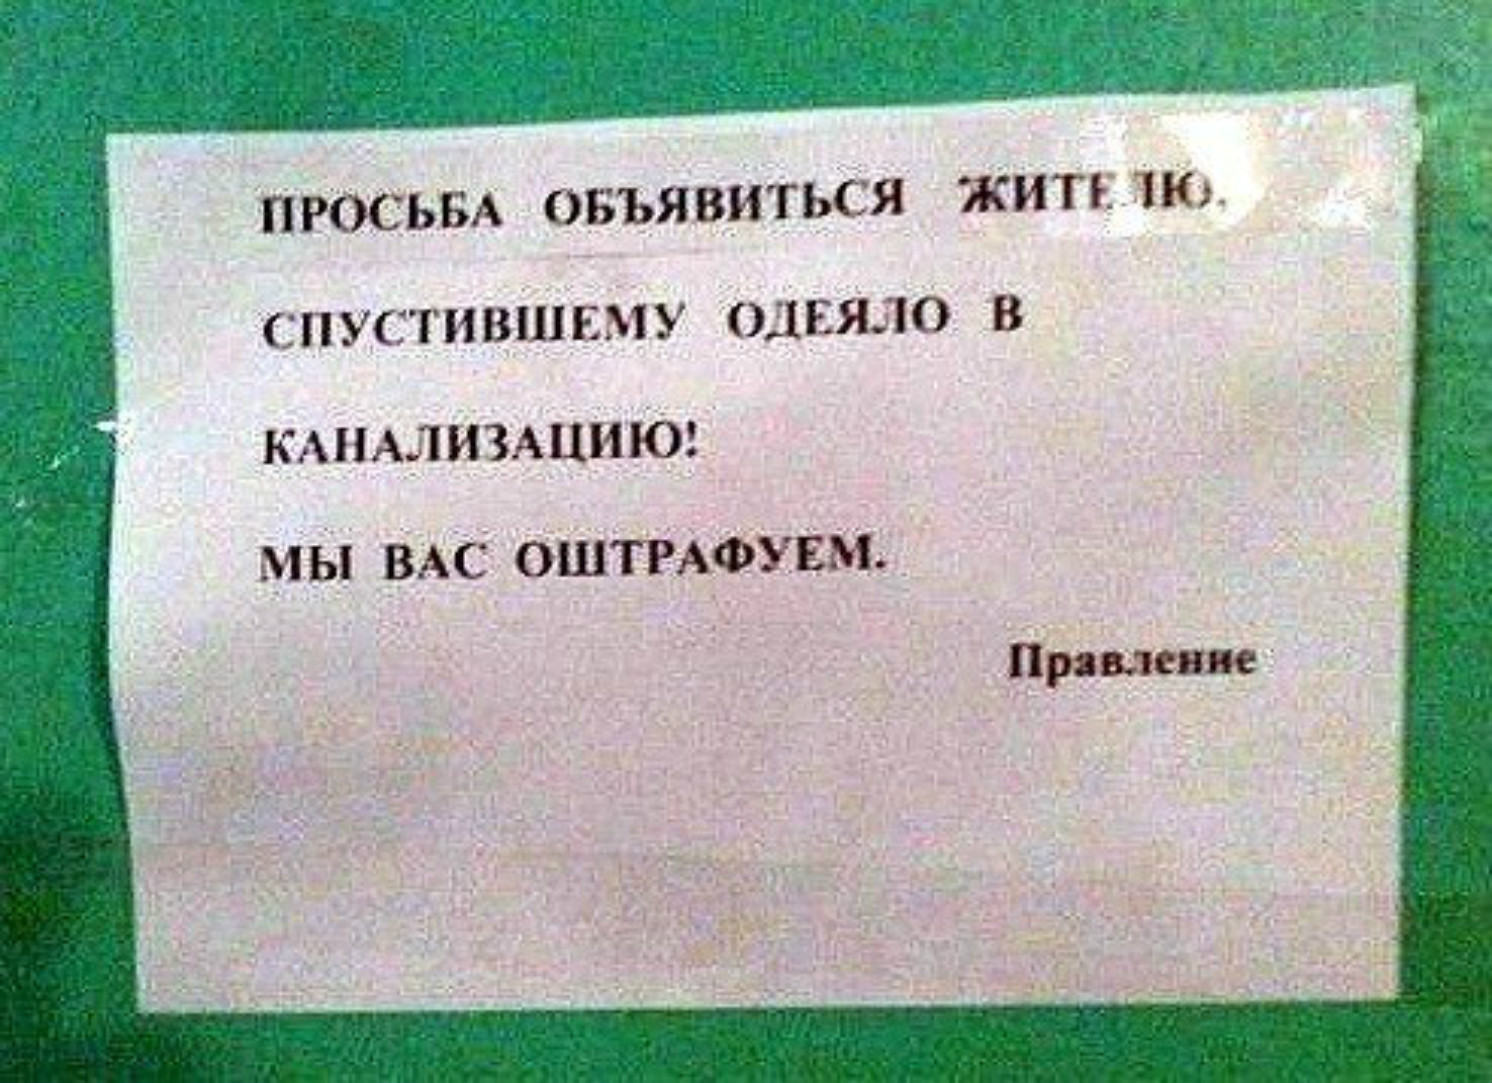 ПРОСЬБА ОБЪЯВИТЬСЯ ЖИТЕЛЮ,
СПУСТИВШЕМУ ОДЕЯЛО В
КАНАЛИЗАЦИЮ!
МЫ ВАС ОШТРАФУЕМ.
Правление